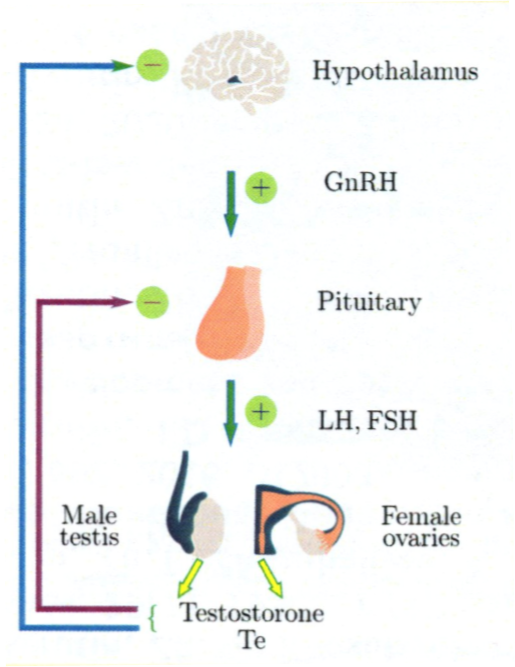 −
Hypothalamus
+
GnRH
−
Pituitary
+
LH, FSH
Male
testis
Female
ovaries
{ Testostorone
Te